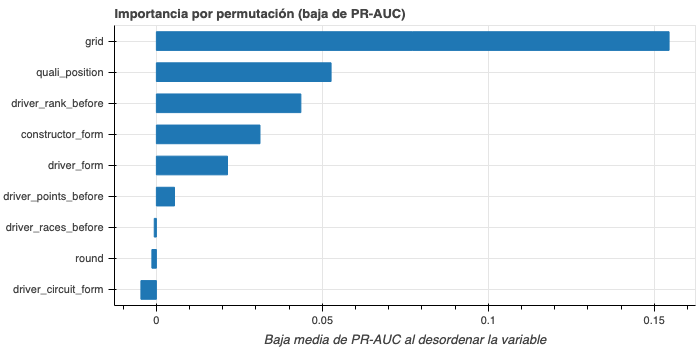 Importancia por permutación (baja de PR-AUC)
grid
quali_position
driver_rank_before
constructor_form
driver_form
driver_points_before
driver_races_before
round
driver_circuit_form
0 0.05 0.1 0.15
Baja media de PR-AUC al desordenar la variable